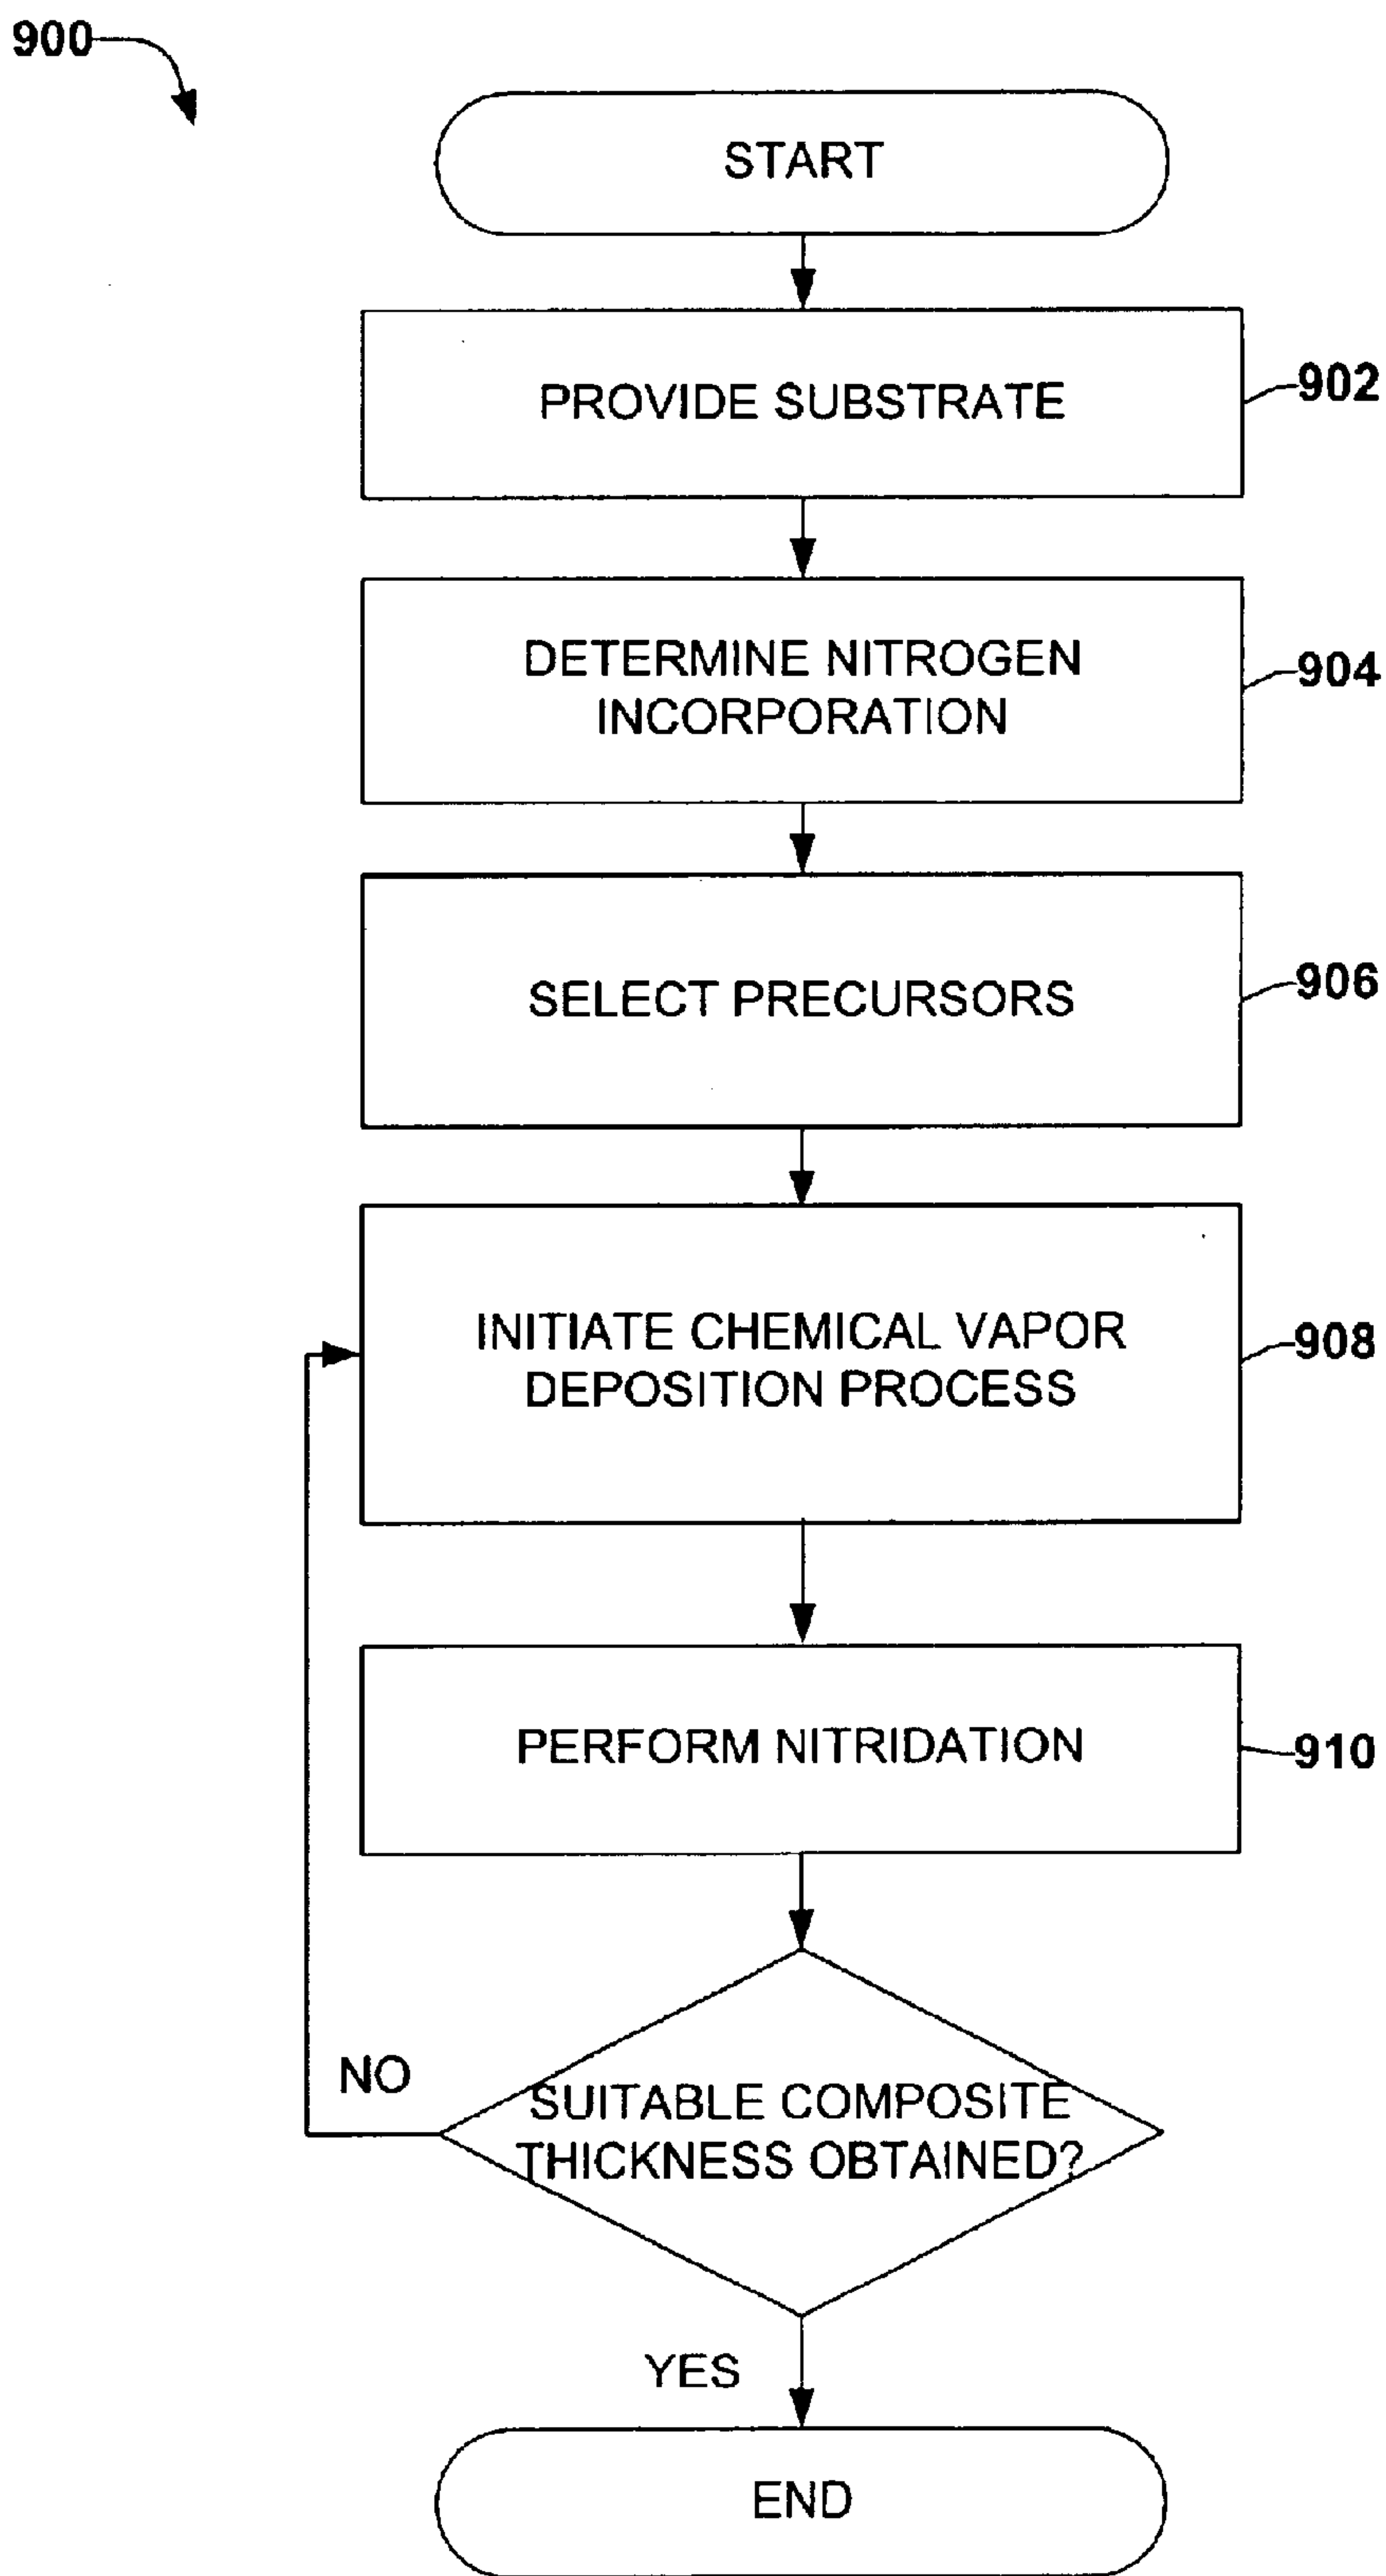 900
START
PROVIDE SUBSTRATE
902
DETERMINE NITROGEN
INCORPORATION
904
SELECT PRECURSORS
906
INITIATE CHEMICAL VAPOR
DEPOSITION PROCESS
908
PERFORM NITRIDATION
910
NO
SUITABLE COMPOSITE
THICKNESS OBTAINED?
YES
END